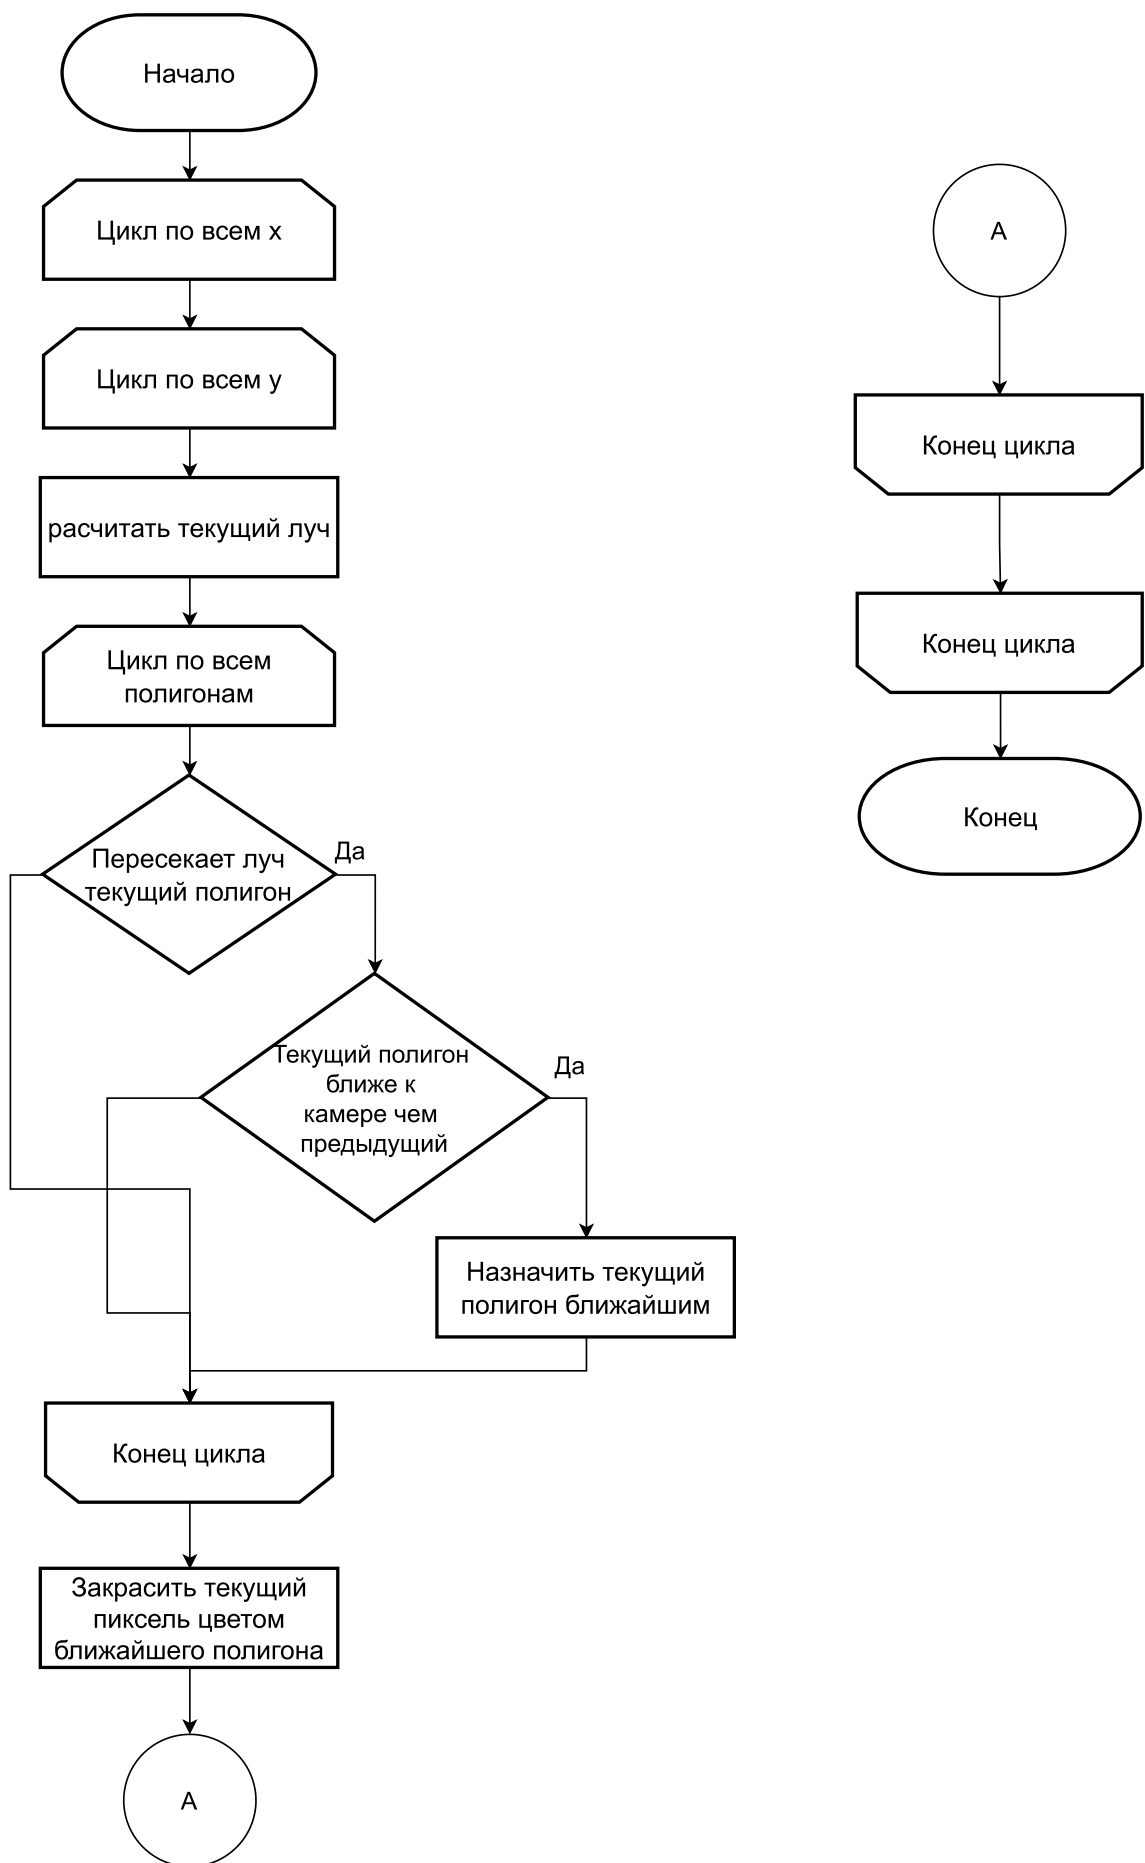 Начало
Цикл по всем x
Цикл по всем y
расчитать текущий луч
Цикл по всем
полигонам
Пересекает луч
текущий полигон
Да
Текущий полигон
ближе к
камере чем
предыдущий
Да
Назначить текущий
полигон ближайшим
Конец цикла
Закрасить текущий
пиксель цветом
ближайшего полигона
A
A
Конец цикла
Конец цикла
Конец